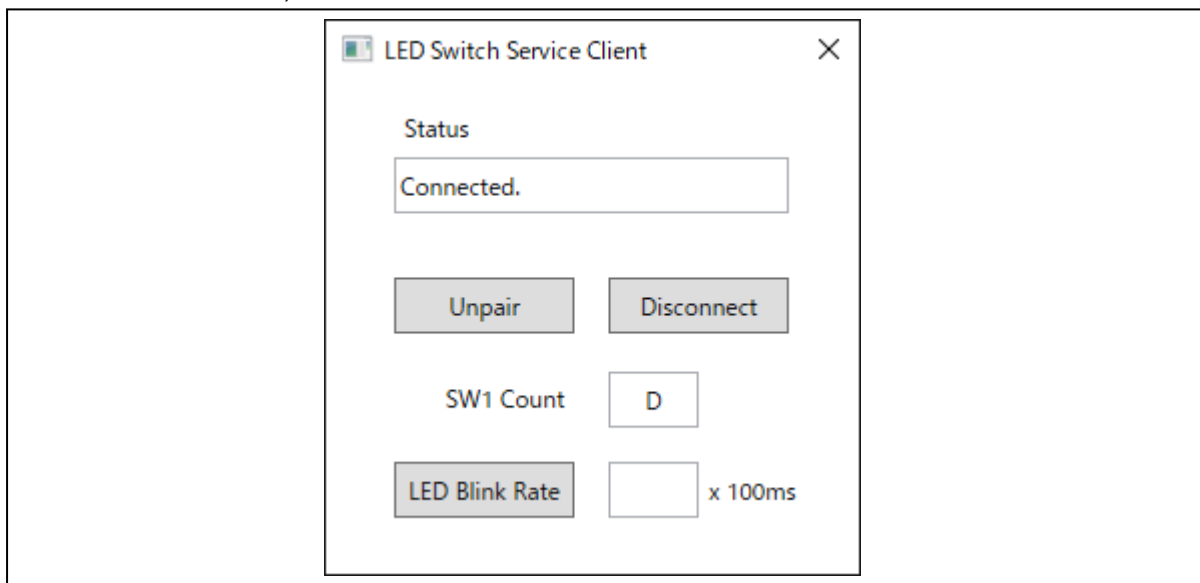 LED Switch Service Client
Status
Connected.
Unpair Disconnect
SW1 Count D
LED Blink Rate x 100ms